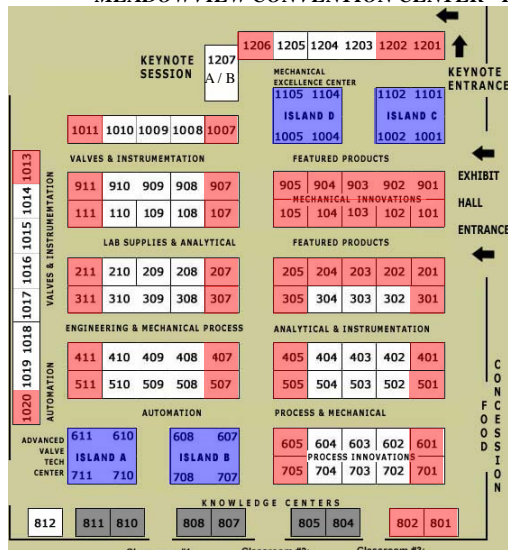 MEADOWVIEW CONVENTION CENTER
1206 1205 1204 1203 1202 1201
KEYNOTE
SESSION
1207
A / B
KEYNOTE
ENTRANCE
MECHANICAL
EXCELLENCE CENTER
1105 1104
ISLAND D
1005 1004
1102 1101
ISLAND C
1002 1001
1011 1010 1009 1008 1007
VALVES & INSTRUMENTATION
FEATURED PRODUCTS
EXHIBIT
HALL
ENTRANCE
1013
1014
1015
1016
1017
1018
1019
1020
VALVES & INSTRUMENTATION
AUTOMATION
911 910 909 908 907
111 110 109 108 107
905 904 903 902 901
MECHANICAL INNOVATIONS
105 104 103 102 101
LAB SUPPLIES & ANALYTICAL
FEATURED PRODUCTS
211 210 209 208 207
311 310 309 308 307
205 204 203 202 201
305 304 303 302 301
ENGINEERING & MECHANICAL PROCESS
ANALYTICAL & INSTRUMENTATION
411 410 409 408 407
511 510 509 508 507
405 404 403 402 401
505 504 503 502 501
FOOD
CONCESSION
AUTOMATION
PROCESS & MECHANICAL
ADVANCED
VALVE
TECH
CENTER
611 610
ISLAND A
711 710
608 607
ISLAND B
708 707
605 604 603 602 601
PROCESS INNOVATIONS
705 704 703 702 701
KNOWLEDGE CENTERS
812 811 810 808 807 805 804 802 801